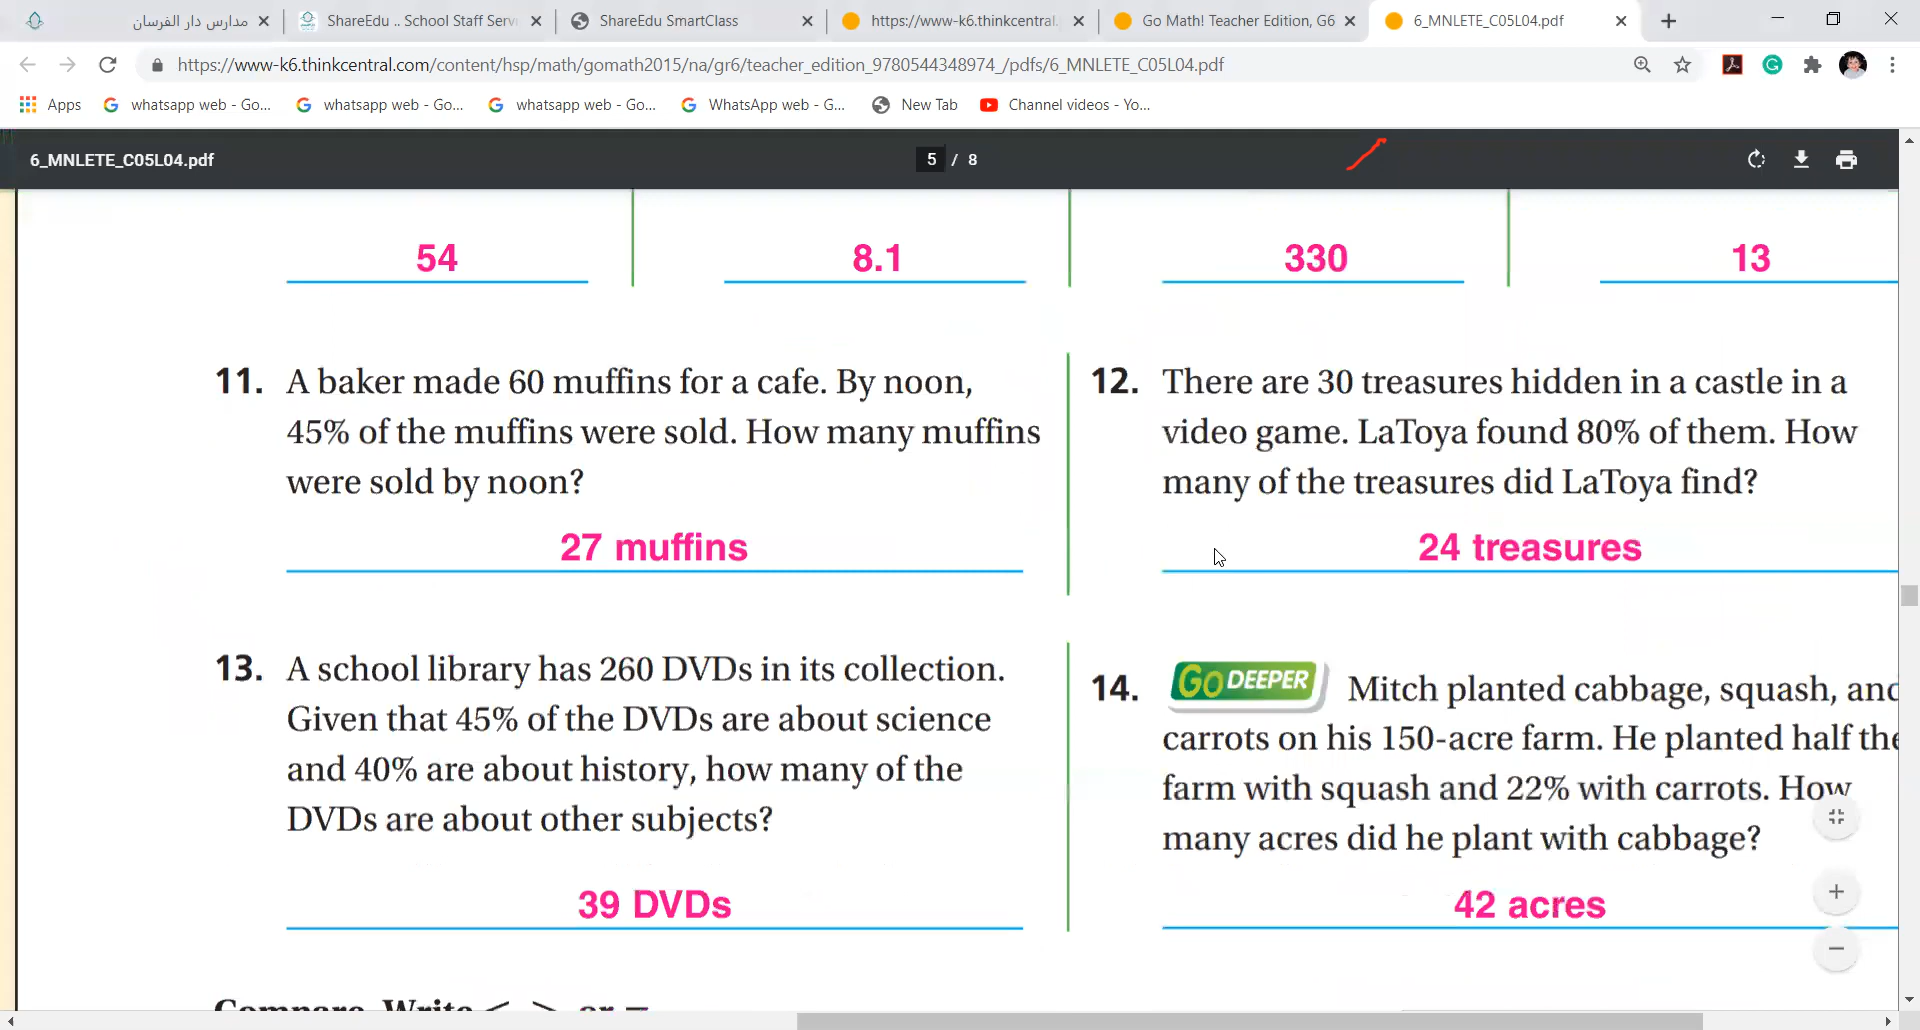 مدارس دار الفرسان
ShareEdu .. School Staff Servi
ShareEdu SmartClass
https://www-k6.thinkcentral.
Go Math! Teacher Edition, G6
6_MNLETE_C05L04.pdf
https://www-k6.thinkcentral.com/content/hsp/math/gomath2015/na/gr6/teacher_edition_9780544348974_/pdfs/6_MNLETE_C05L04.pdf
Apps
whatsapp web - Go...
whatsapp web - Go...
whatsapp web - Go...
WhatsApp web - G...
New Tab
Channel videos - Yo...
6_MNLETE_C05L04.pdf
5 / 8
54
8.1
330
13
11. A baker made 60 muffins for a cafe. By noon,
45% of the muffins were sold. How many muffins
were sold by noon?
27 muffins
12. There are 30 treasures hidden in a castle in a
video game. LaToya found 80% of them. How
many of the treasures did LaToya find?
24 treasures
13. A school library has 260 DVDs in its collection.
Given that 45% of the DVDs are about science
and 40% are about history, how many of the
DVDs are about other subjects?
39 DVDs
14. GO DEEPER Mitch planted cabbage, squash, and
carrots on his 150-acre farm. He planted half the
farm with squash and 22% with carrots. How
many acres did he plant with cabbage?
42 acres
Compare. Write <, >, or =